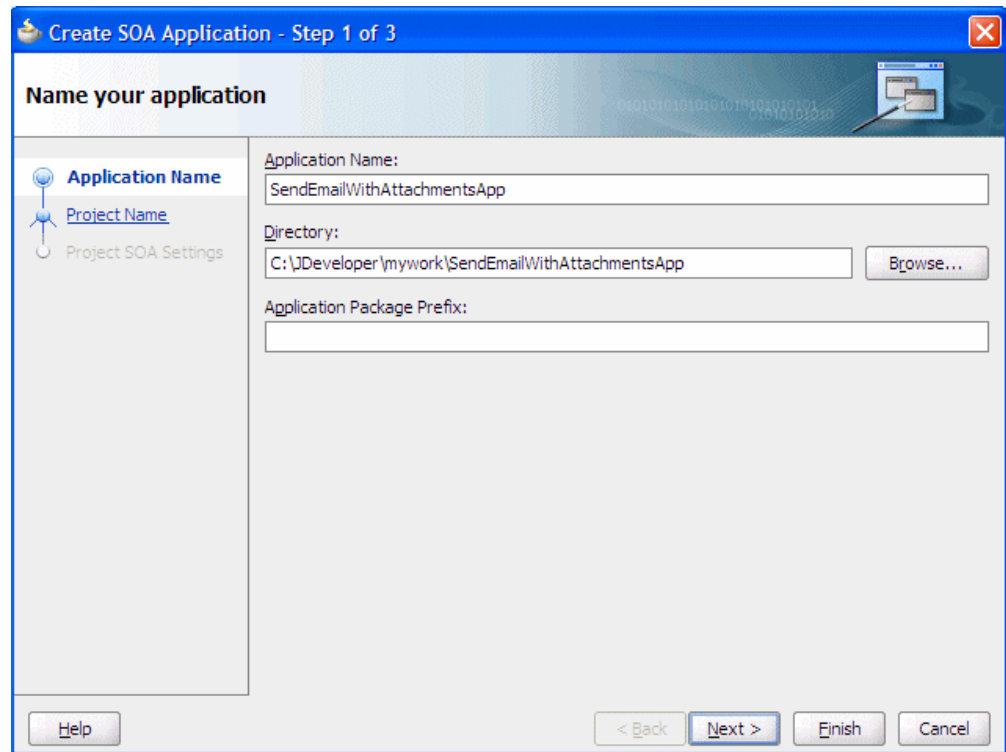 Create SOA Application - Step 1 of 3
Name your application
Application Name
Project Name
Project SOA Settings
Application Name:
SendEmailWithAttachmentsApp
Directory:
C:\JDeveloper\mywork\SendEmailWithAttachmentsApp
Browse...
Application Package Prefix:
Help
< Back
Next >
Finish
Cancel